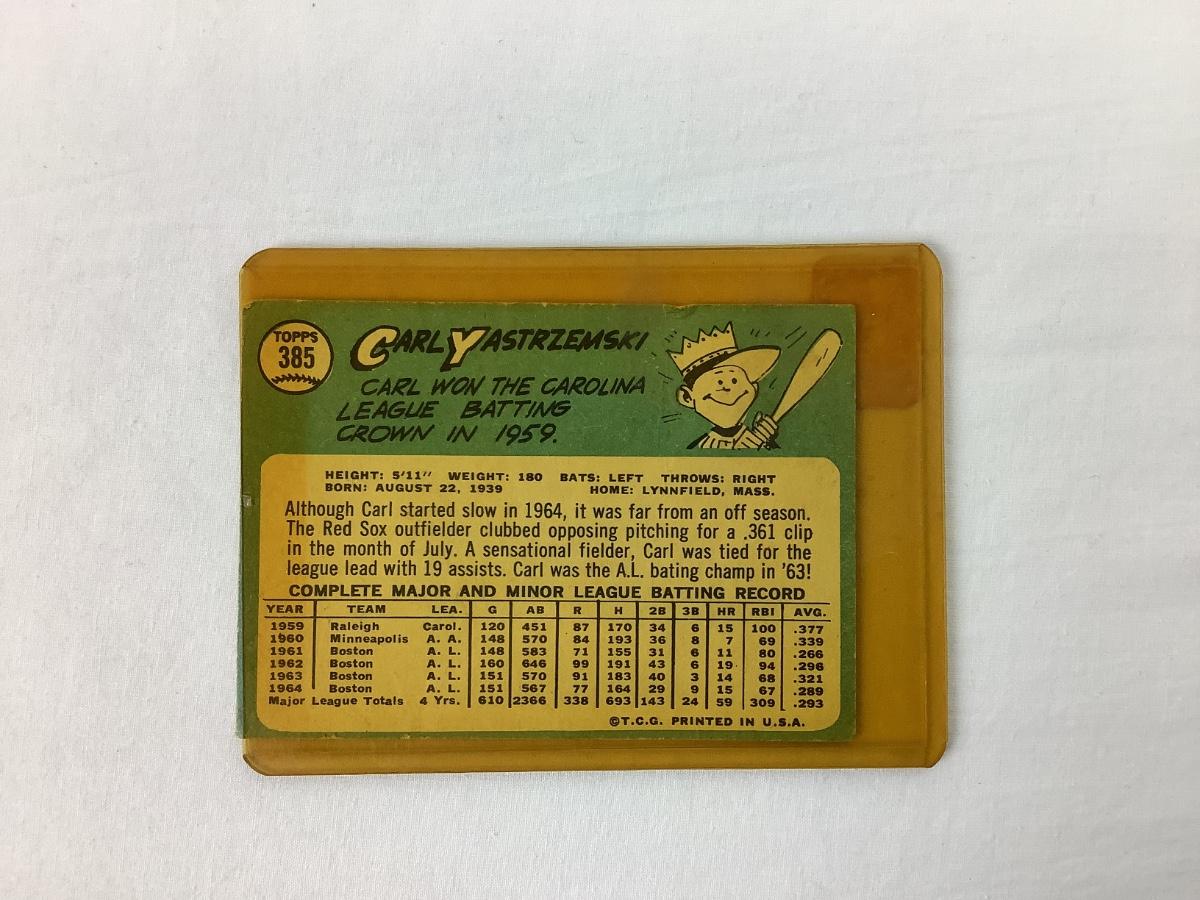 TOPPS
385
CARL YASTRZEMSKI
CARL WON THE CAROLINA
LEAGUE BATTING
CROWN IN 1959.
HEIGHT: 5'11" WEIGHT: 180 BATS: LEFT THROWS: RIGHT
BORN: AUGUST 22, 1939 HOME: LYNNFIELD, MASS.
Although Carl started slow in 1964, it was far from an off season.
The Red Sox outfielder clubbed opposing pitching for a .361 clip
in the month of July. A sensational fielder, Carl was tied for the
league lead with 19 assists. Carl was the A.L. bating champ in '63!
COMPLETE MAJOR AND MINOR LEAGUE BATTING RECORD
YEAR TEAM LEA. G AB R H 2B 3B HR RBI AVG.
1959 Raleigh Carol. 120 451 87 170 34 6 15 100 .377
1960 Minneapolis A. A. 148 570 84 193 36 8 7 69 .339
1961 Boston A. L. 148 583 71 155 31 6 11 80 .266
1962 Boston A. L. 160 646 99 191 43 6 19 94 .296
1963 Boston A. L. 151 570 91 183 40 3 14 68 .321
1964 Boston A. L. 151 567 77 164 29 9 15 67 .289
Major League Totals 4 Yrs. 610 2366 338 693 143 24 59 309 .293
©T.C.G. PRINTED IN U.S.A.